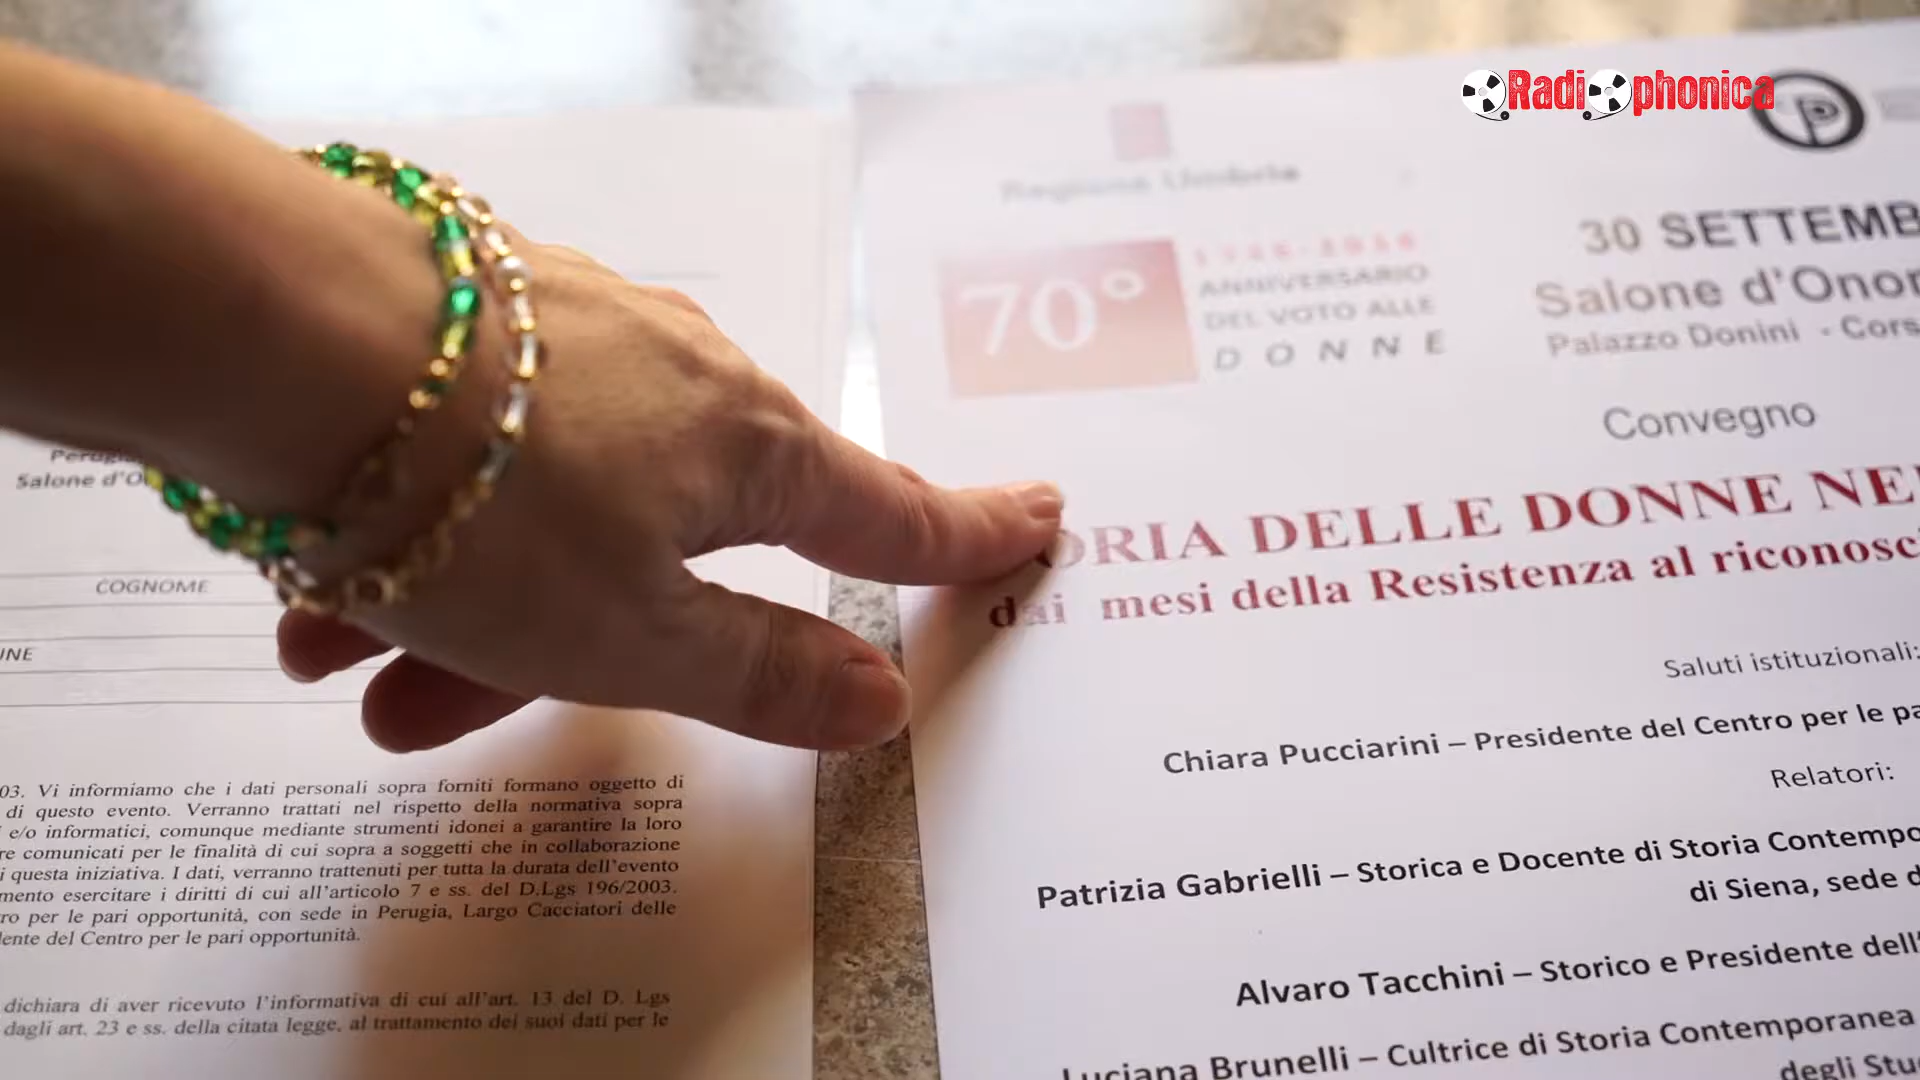 Radiophonica
Regione Umbria
30 SETTEMB
70°
1946-2016
ANNIVERSARIO
DEL VOTO ALLE
DONNE
Salone d'Onor
Palazzo Donini - Cors
Convegno
ORIA DELLE DONNE NE
dai mesi della Resistenza al riconosc
Saluti istituzionali:
Chiara Pucciarini – Presidente del Centro per le pa
Relatori:
Patrizia Gabrielli – Storica e Docente di Storia Contempo
di Siena, sede d
Alvaro Tacchini – Storico e Presidente dell'
Luciana Brunelli – Cultrice di Storia Contemporanea
degli Stu
Perugia
Salone d'O
COGNOME
UNE
03. Vi informiamo che i dati personali sopra forniti formano oggetto di
di questo evento. Verranno trattati nel rispetto della normativa sopra
e/o informatici, comunque mediante strumenti idonei a garantire la loro
re comunicati per le finalità di cui sopra a soggetti che in collaborazione
i questa iniziativa. I dati, verranno trattenuti per tutta la durata dell'evento
mento esercitare i diritti di cui all'articolo 7 e ss. del D.Lgs 196/2003.
ro per le pari opportunità, con sede in Perugia, Largo Cacciatori delle
dente del Centro per le pari opportunità.
dichiara di aver ricevuto l'informativa di cui all'art. 13 del D. Lgs
dagli art. 23 e ss. della citata legge, al trattamento dei suoi dati per le